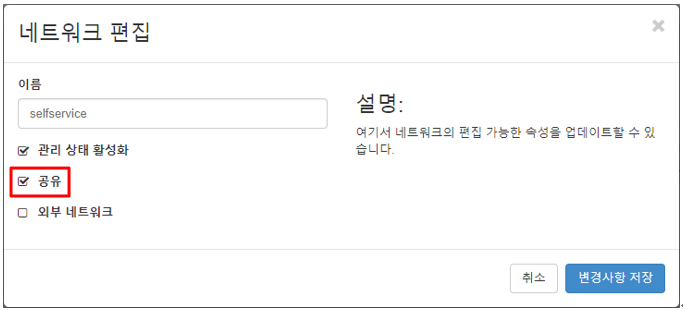 네트워크 편집
이름
selfservice
관리 상태 활성화
공유
외부 네트워크
설명:
여기서 네트워크의 편집 가능한 속성을 업데이트할 수 있
습니다.
취소
변경사항 저장